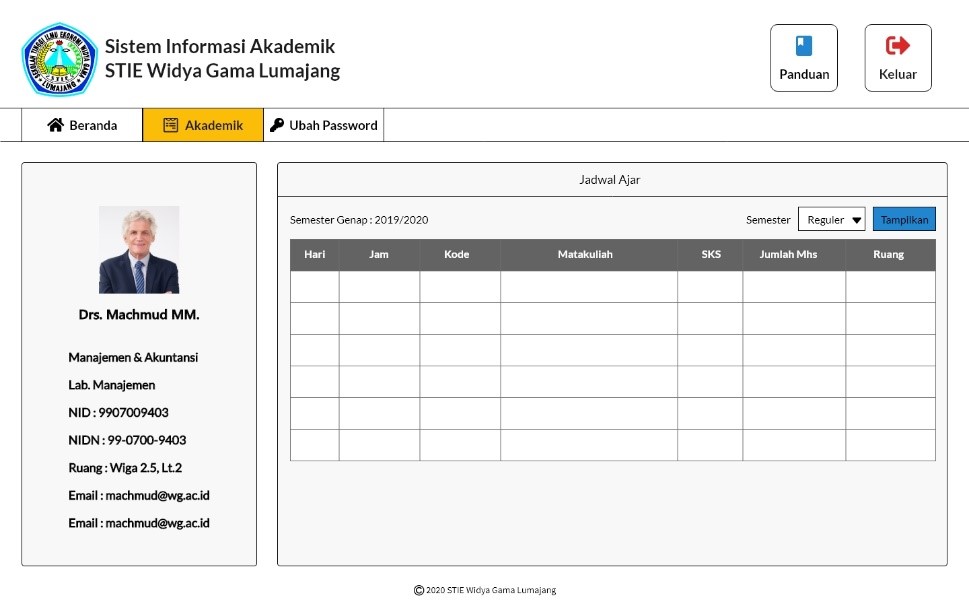 SEKOLAH TINGGI ILMU EKONOMI WIDYA GAMA
STIE
LUMAJANG
Sistem Informasi Akademik
STIE Widya Gama Lumajang
Panduan
Keluar
Beranda
Akademik
Ubah Password
Drs. Machmud MM.
Manajemen & Akuntansi
Lab. Manajemen
NID : 9907009403
NIDN : 99-0700-9403
Ruang : Wiga 2.5, Lt.2
Email : machmud@wg.ac.id
Email : machmud@wg.ac.id
Jadwal Ajar
Semester Genap : 2019/2020
Semester
Reguler
Tampilkan
Hari Jam Kode Matakuliah SKS Jumlah Mhs Ruang
© 2020 STIE Widya Gama Lumajang